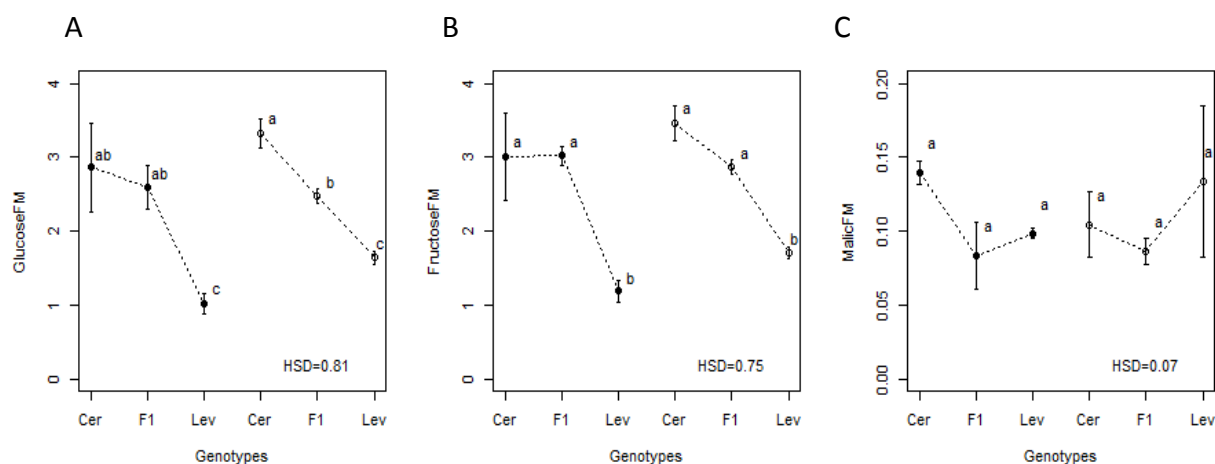 A
B
C
GlucoseFM
4
3
2
1
0
ab
ab
c
a
b
c
HSD=0.81
Cer F1 Lev Cer F1 Lev
Genotypes
FructoseFM
4
3
2
1
0
a
a
b
a
a
b
HSD=0.75
Cer F1 Lev Cer F1 Lev
Genotypes
MalicFM
0.20
0.15
0.10
0.05
0.00
a
a
a
a
a
a
HSD=0.07
Cer F1 Lev Cer F1 Lev
Genotypes